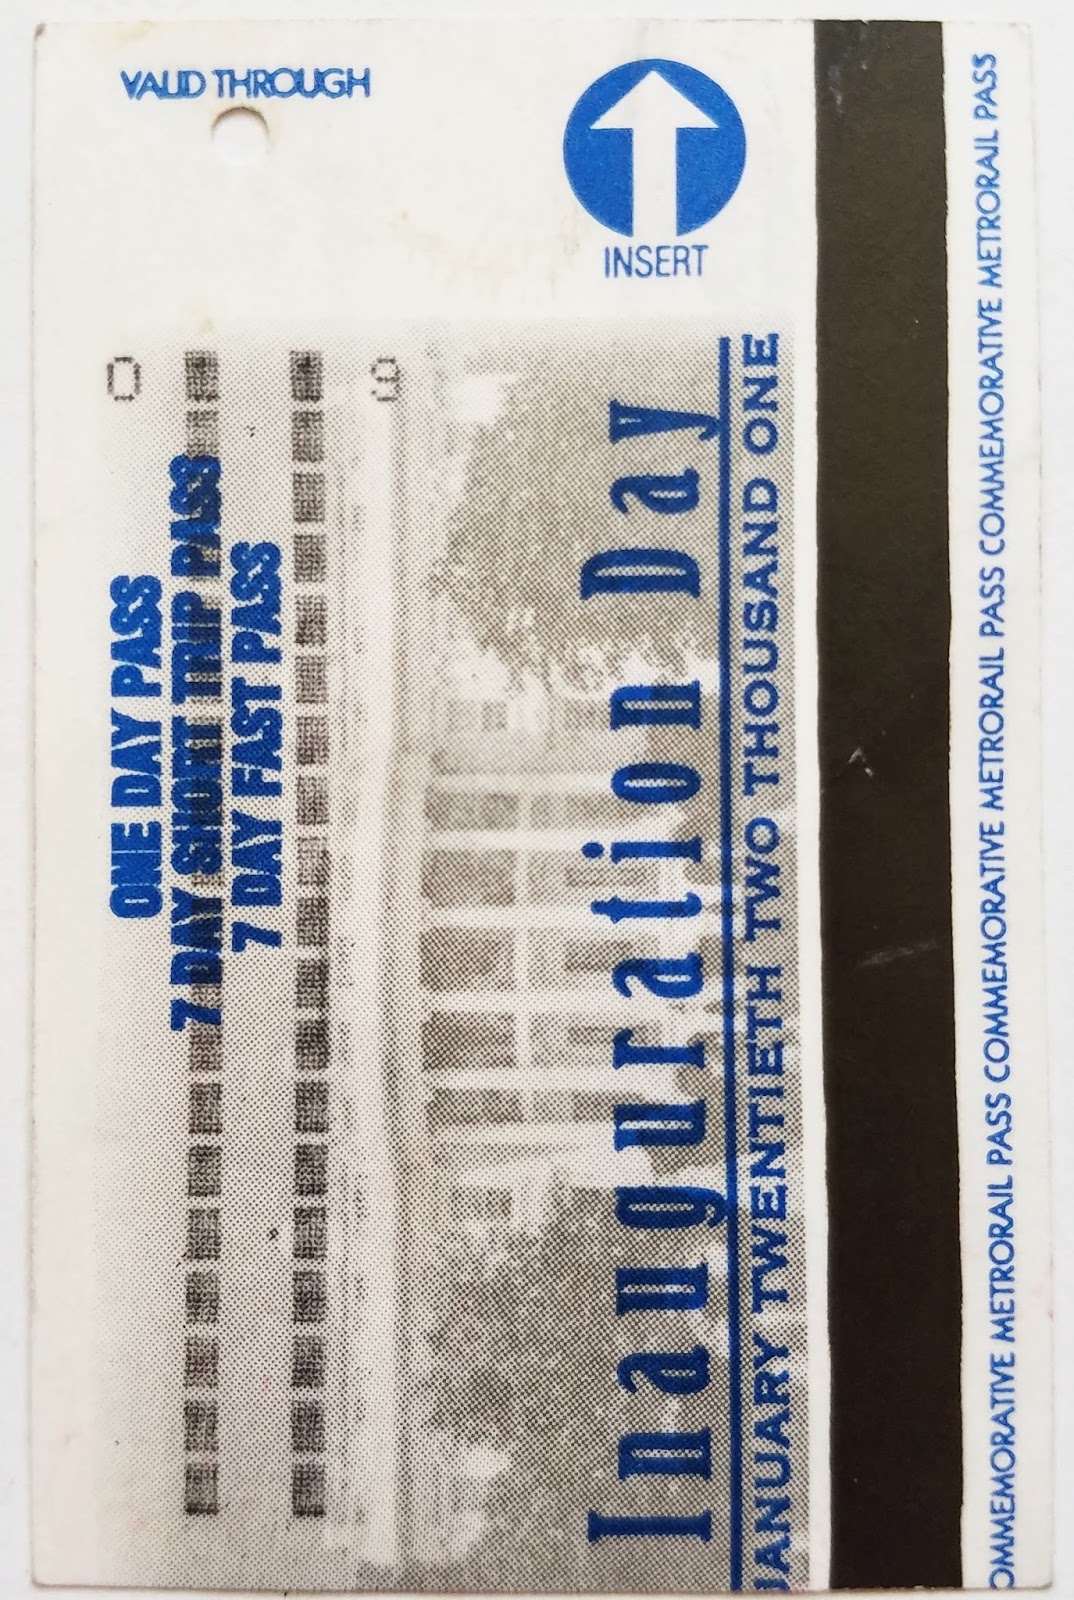 VALID THROUGH
INSERT
0
9
ONE DAY PASS
7 DAY SHORT TRIP PASS
7 DAY FAST PASS
Inauguration Day
JANUARY TWENTIETH TWO THOUSAND ONE
OMMEMORATIVE METRORAIL PASS COMMEMORATIVE METRORAIL PASS COMMEMORATIVE METRORAIL PASS